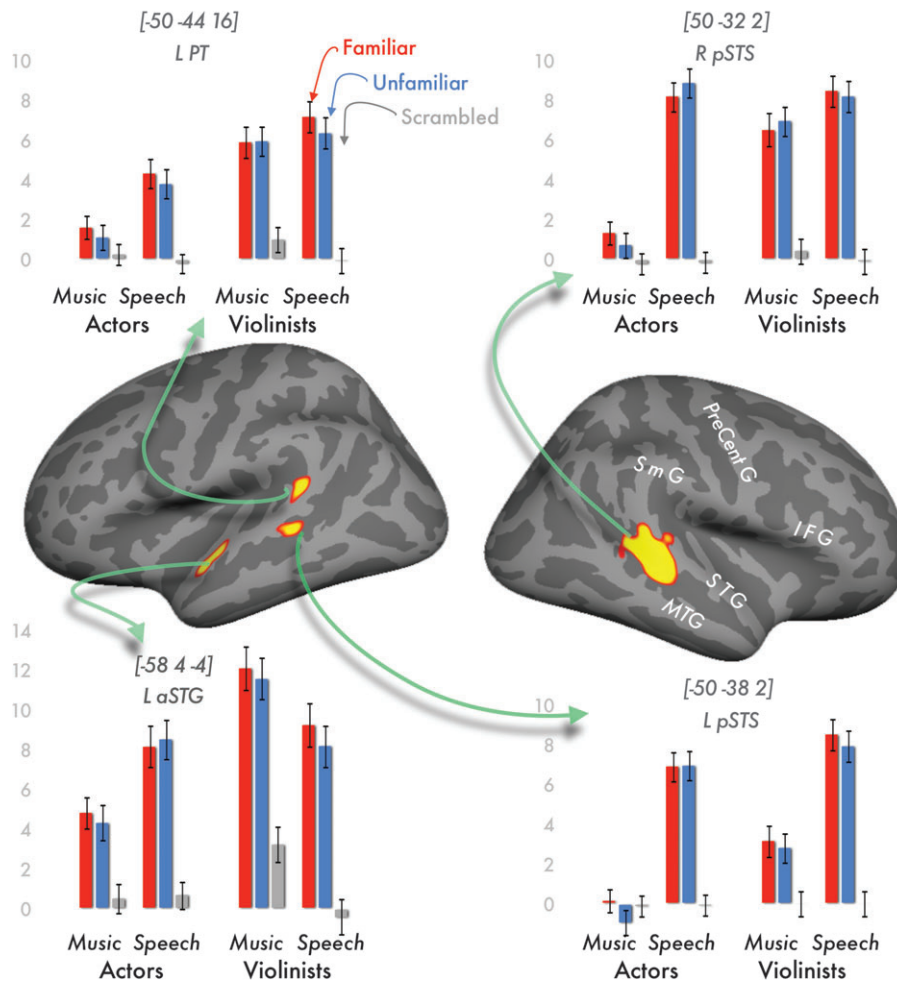 [-50 -44 16]
L PT
10
8
6
4
2
0
Familiar
Unfamiliar
Scrambled
Music Speech Music Speech
Actors Violinists
[50 -32 2]
R pSTS
10
8
6
4
2
0
Music Speech Music Speech
Actors Violinists
PreCent G
SmG
IFG
STG
MTG
14
12
10
8
6
4
2
0
[-58 4 -4]
L aSTG
Music Speech Music Speech
Actors Violinists
[-50 -38 2]
L pSTS
10
8
6
4
2
0
Music Speech Music Speech
Actors Violinists